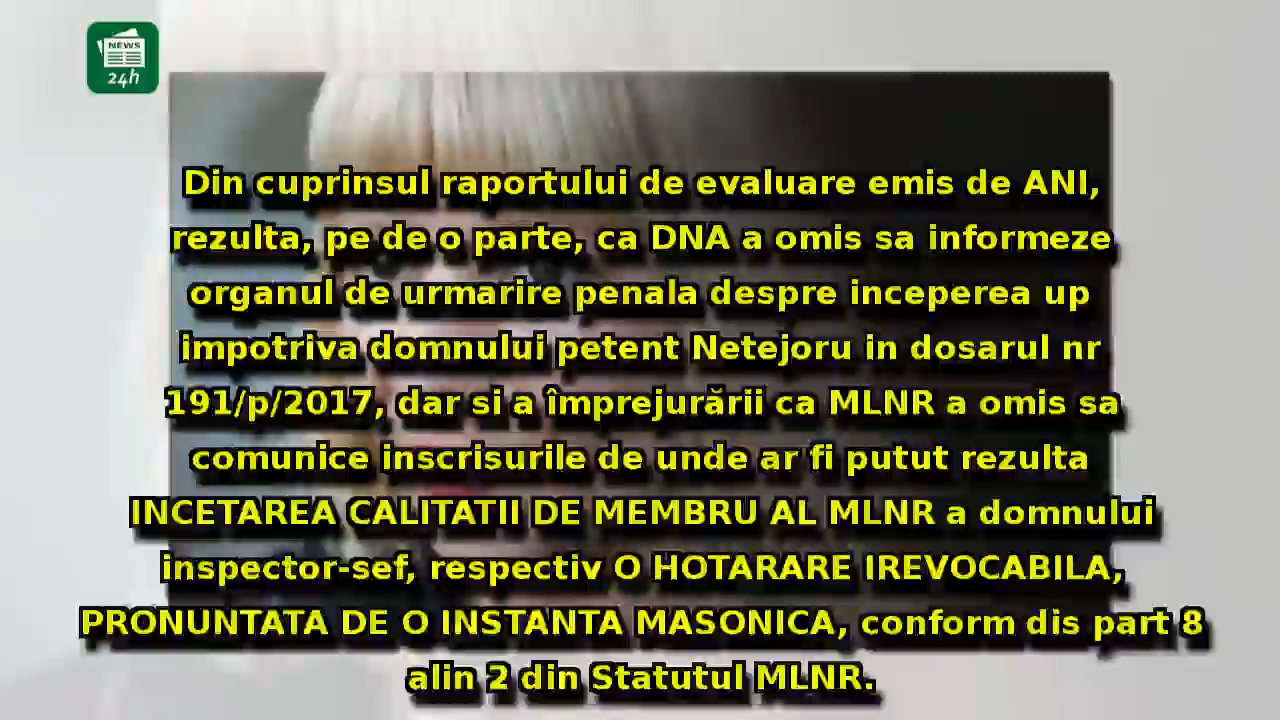 NEWS
24h
Din cuprinsul raportului de evaluare emis de ANI,
rezulta, pe de o parte, ca DNA a omis sa informeze
organul de urmarire penala despre inceperea up
impotriva domnului petent Netejoru in dosarul nr
191/p/2017, dar si a împrejurării ca MLNR a omis sa
comunice inscrisurile de unde ar fi putut rezulta
INCETAREA CALITATII DE MEMBRU AL MLNR a domnului
inspector-sef, respectiv O HOTARARE IREVOCABILA,
PRONUNTATA DE O INSTANTA MASONICA, conform dis part 8
alin 2 din Statutul MLNR.